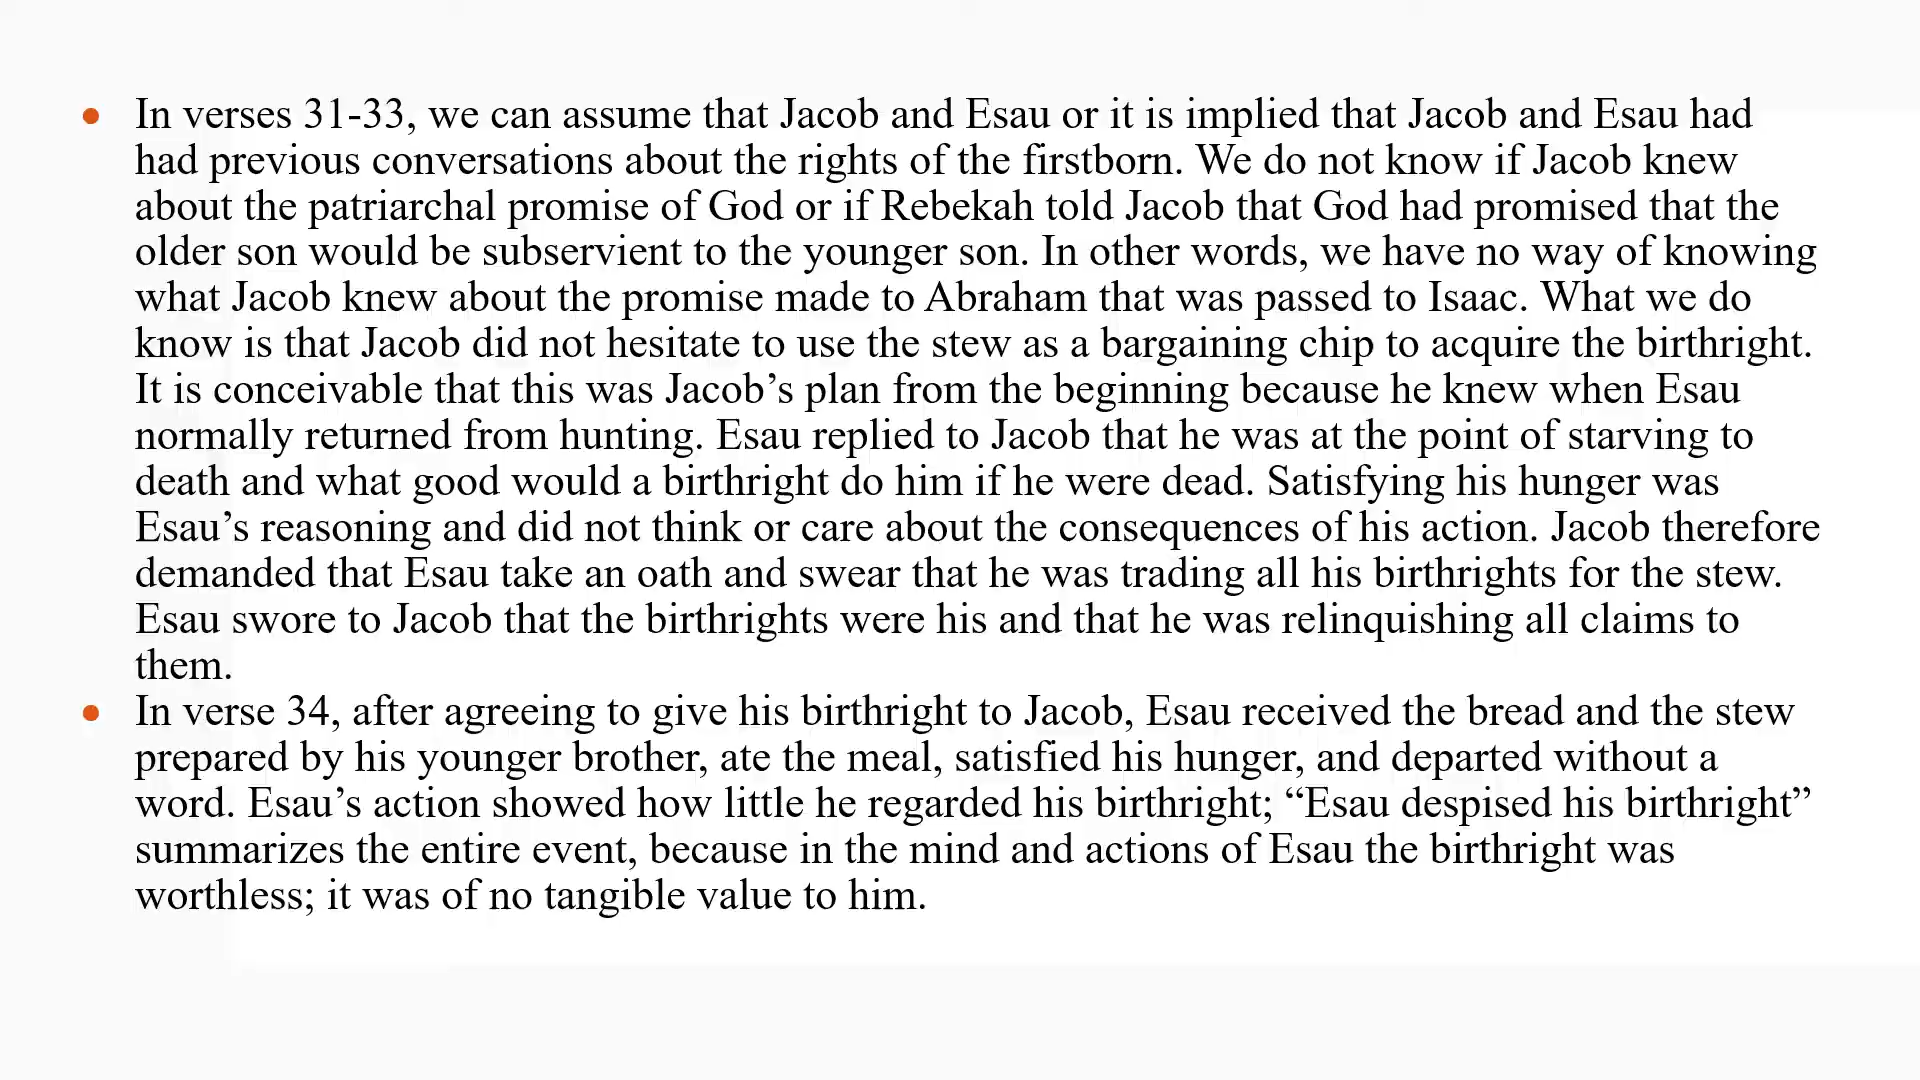 • In verses 31-33, we can assume that Jacob and Esau or it is implied that Jacob and Esau had
had previous conversations about the rights of the firstborn. We do not know if Jacob knew
about the patriarchal promise of God or if Rebekah told Jacob that God had promised that the
older son would be subservient to the younger son. In other words, we have no way of knowing
what Jacob knew about the promise made to Abraham that was passed to Isaac. What we do
know is that Jacob did not hesitate to use the stew as a bargaining chip to acquire the birthright.
It is conceivable that this was Jacob’s plan from the beginning because he knew when Esau
normally returned from hunting. Esau replied to Jacob that he was at the point of starving to
death and what good would a birthright do him if he were dead. Satisfying his hunger was
Esau’s reasoning and did not think or care about the consequences of his action. Jacob therefore
demanded that Esau take an oath and swear that he was trading all his birthrights for the stew.
Esau swore to Jacob that the birthrights were his and that he was relinquishing all claims to
them.
• In verse 34, after agreeing to give his birthright to Jacob, Esau received the bread and the stew
prepared by his younger brother, ate the meal, satisfied his hunger, and departed without a
word. Esau’s action showed how little he regarded his birthright; “Esau despised his birthright”
summarizes the entire event, because in the mind and actions of Esau the birthright was
worthless; it was of no tangible value to him.